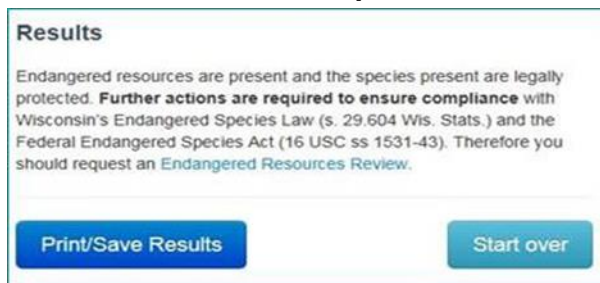 Results
Endangered resources are present and the species present are legally
protected. Further actions are required to ensure compliance with
Wisconsin's Endangered Species Law (s. 29.604 Wis. Stats.) and the
Federal Endangered Species Act (16 USC ss 1531-43). Therefore you
should request an Endangered Resources Review.
Print/Save Results
Start over